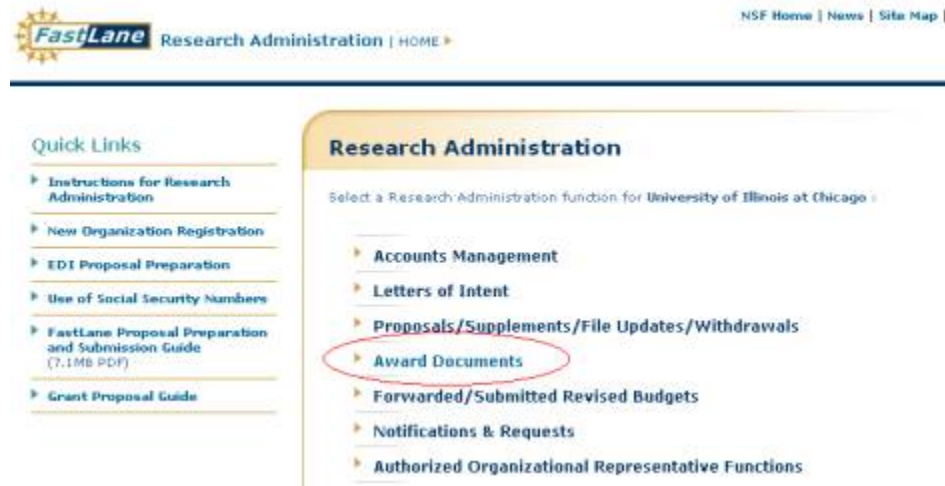 NSF Home | News | Site Map |
FastLane Research Administration | HOME
Quick Links
Instructions for Research
Administration
New Organization Registration
EDI Proposal Preparation
Use of Social Security Numbers
FastLane Proposal Preparation
and Submission Guide
(7.1MB PDF)
Grant Proposal Guide
Research Administration
Select a Research Administration function for University of Illinois at Chicago :
Accounts Management
Letters of Intent
Proposals/Supplements/File Updates/Withdrawals
Award Documents
Forwarded/Submitted Revised Budgets
Notifications & Requests
Authorized Organizational Representative Functions